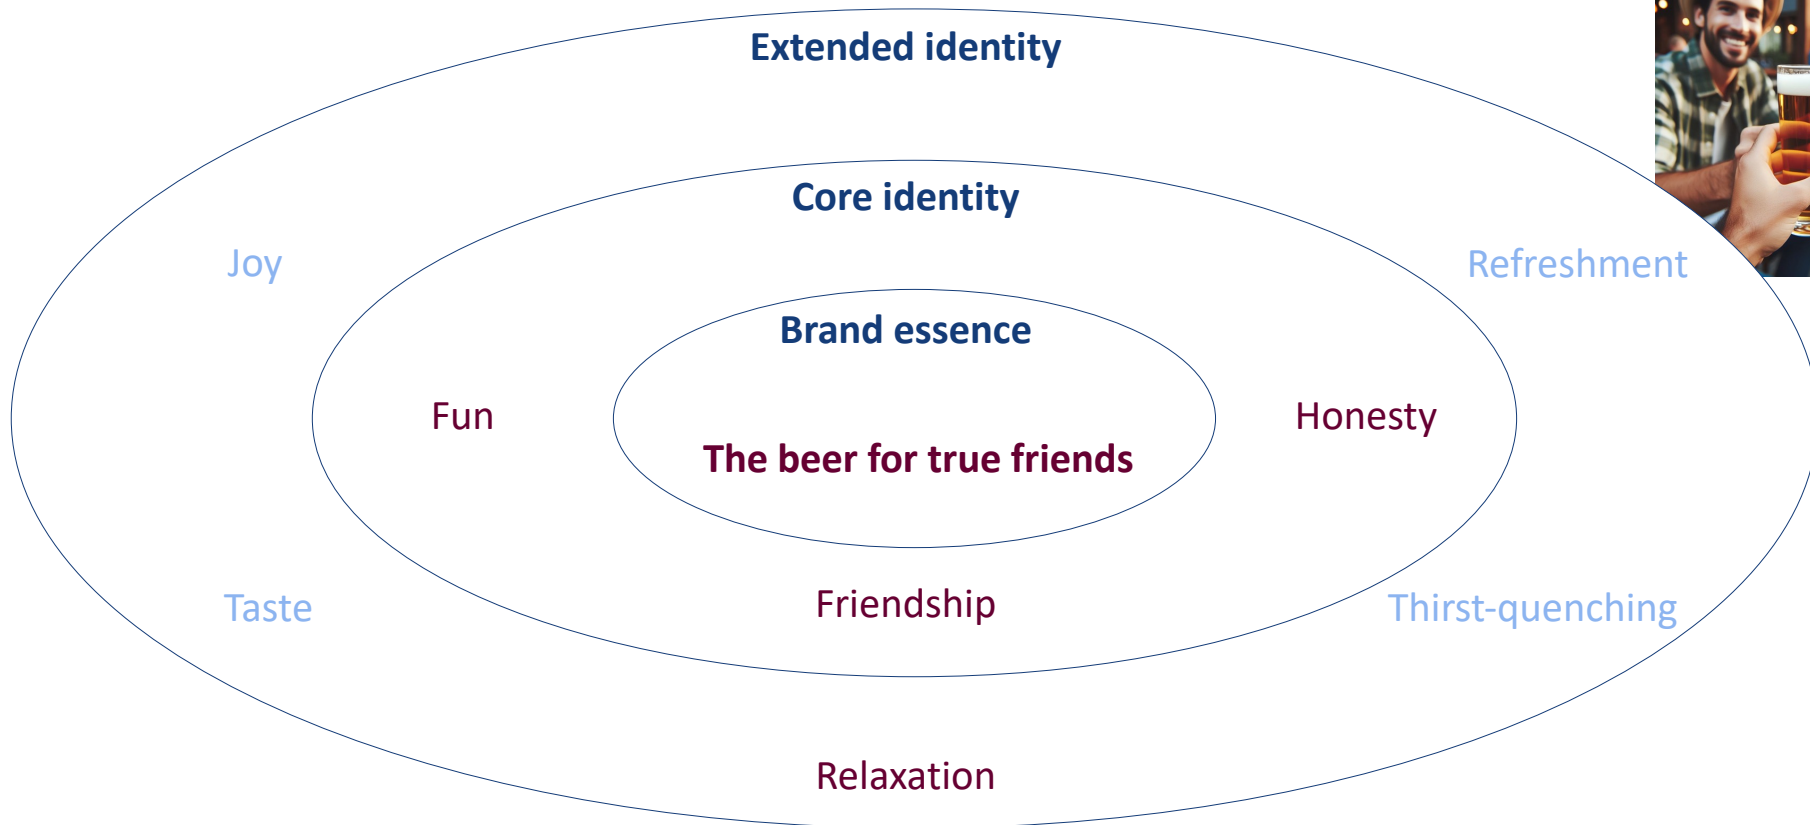 Extended identity
Core identity
Joy
Refreshment
Brand essence
Fun
Honesty
The beer for true friends
Friendship
Taste
Thirst-quenching
Relaxation